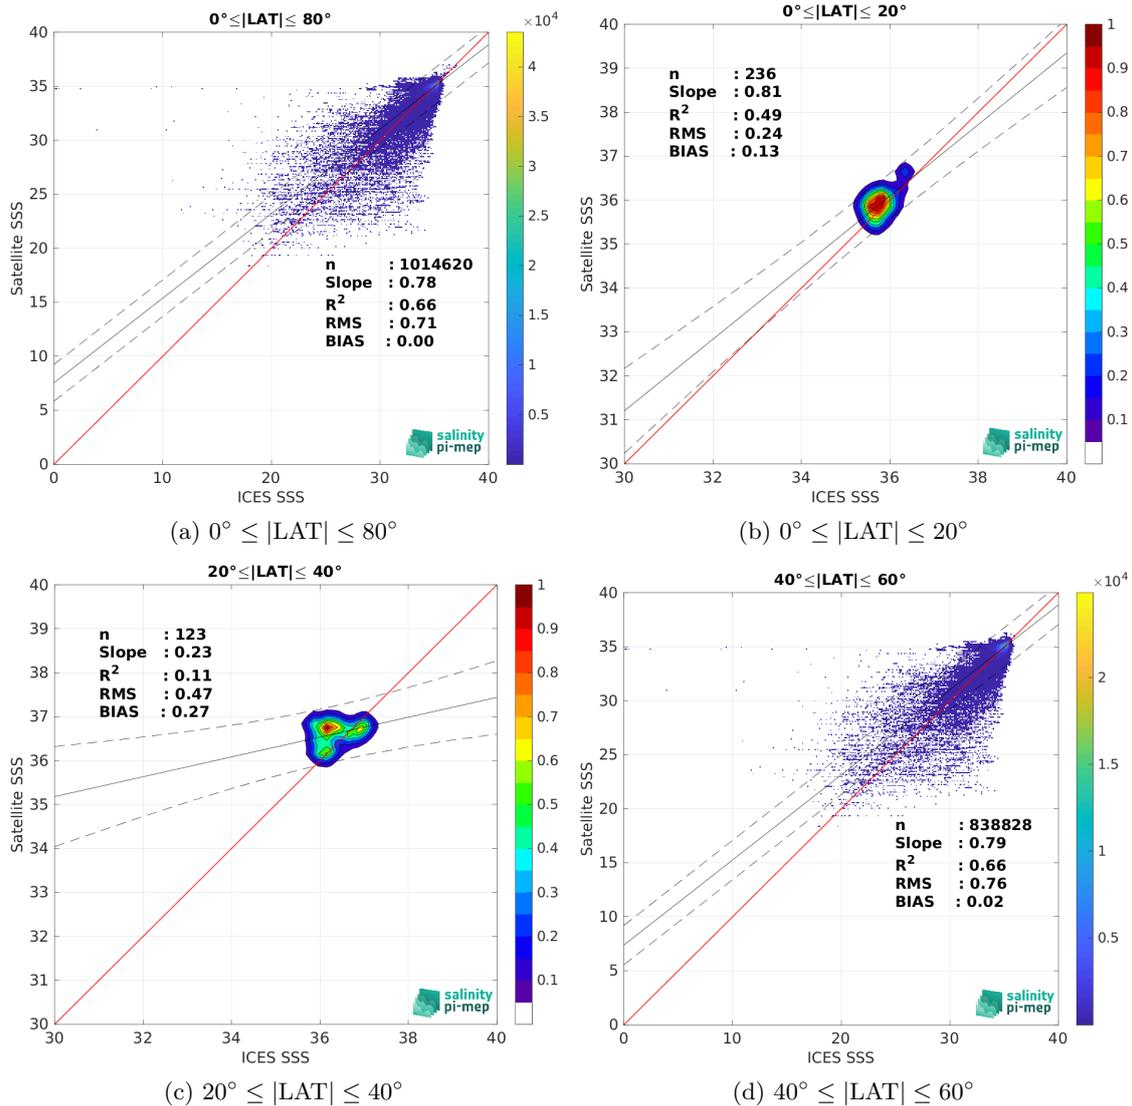 0°≤|LAT|≤ 80°
×10⁴
40
35
30
25
20
15
10
5
0
Satellite SSS
n : 1014620
Slope : 0.78
R² : 0.66
RMS : 0.71
BIAS : 0.00
salinity
pi-mep
0 10 20 30 40
ICES SSS
4
3.5
3
2.5
2
1.5
1
0.5
(a) 0° ≤ |LAT| ≤ 80°
0°≤|LAT|≤ 20°
40
39
38
37
36
35
34
33
32
31
30
Satellite SSS
n : 236
Slope : 0.81
R² : 0.49
RMS : 0.24
BIAS : 0.13
salinity
pi-mep
30 32 34 36 38 40
ICES SSS
1
0.9
0.8
0.7
0.6
0.5
0.4
0.3
0.2
0.1
(b) 0° ≤ |LAT| ≤ 20°
20°≤|LAT|≤ 40°
40
39
38
37
36
35
34
33
32
31
30
Satellite SSS
n : 123
Slope : 0.23
R² : 0.11
RMS : 0.47
BIAS : 0.27
salinity
pi-mep
30 32 34 36 38 40
ICES SSS
1
0.9
0.8
0.7
0.6
0.5
0.4
0.3
0.2
0.1
(c) 20° ≤ |LAT| ≤ 40°
40°≤|LAT|≤ 60°
×10⁴
40
35
30
25
20
15
10
5
0
Satellite SSS
n : 838828
Slope : 0.79
R² : 0.66
RMS : 0.76
BIAS : 0.02
salinity
pi-mep
0 10 20 30 40
ICES SSS
2
1.5
1
0.5
(d) 40° ≤ |LAT| ≤ 60°